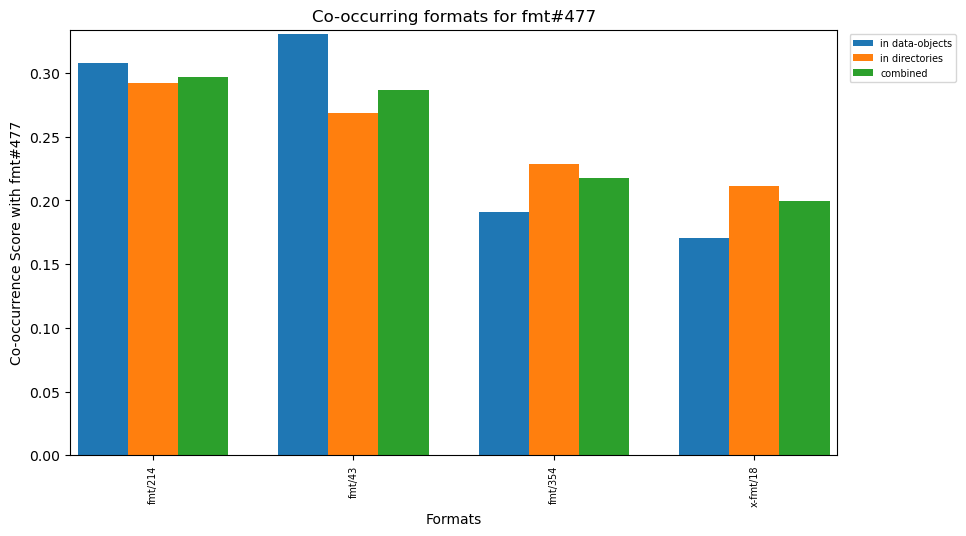 Co-occurring formats for fmt#477
in data-objects
in directories
combined
Co-occurrence Score with fmt#477
0.30
0.25
0.20
0.15
0.10
0.05
0.00
fmt/214
fmt/43
fmt/354
x-fmt/18
Formats